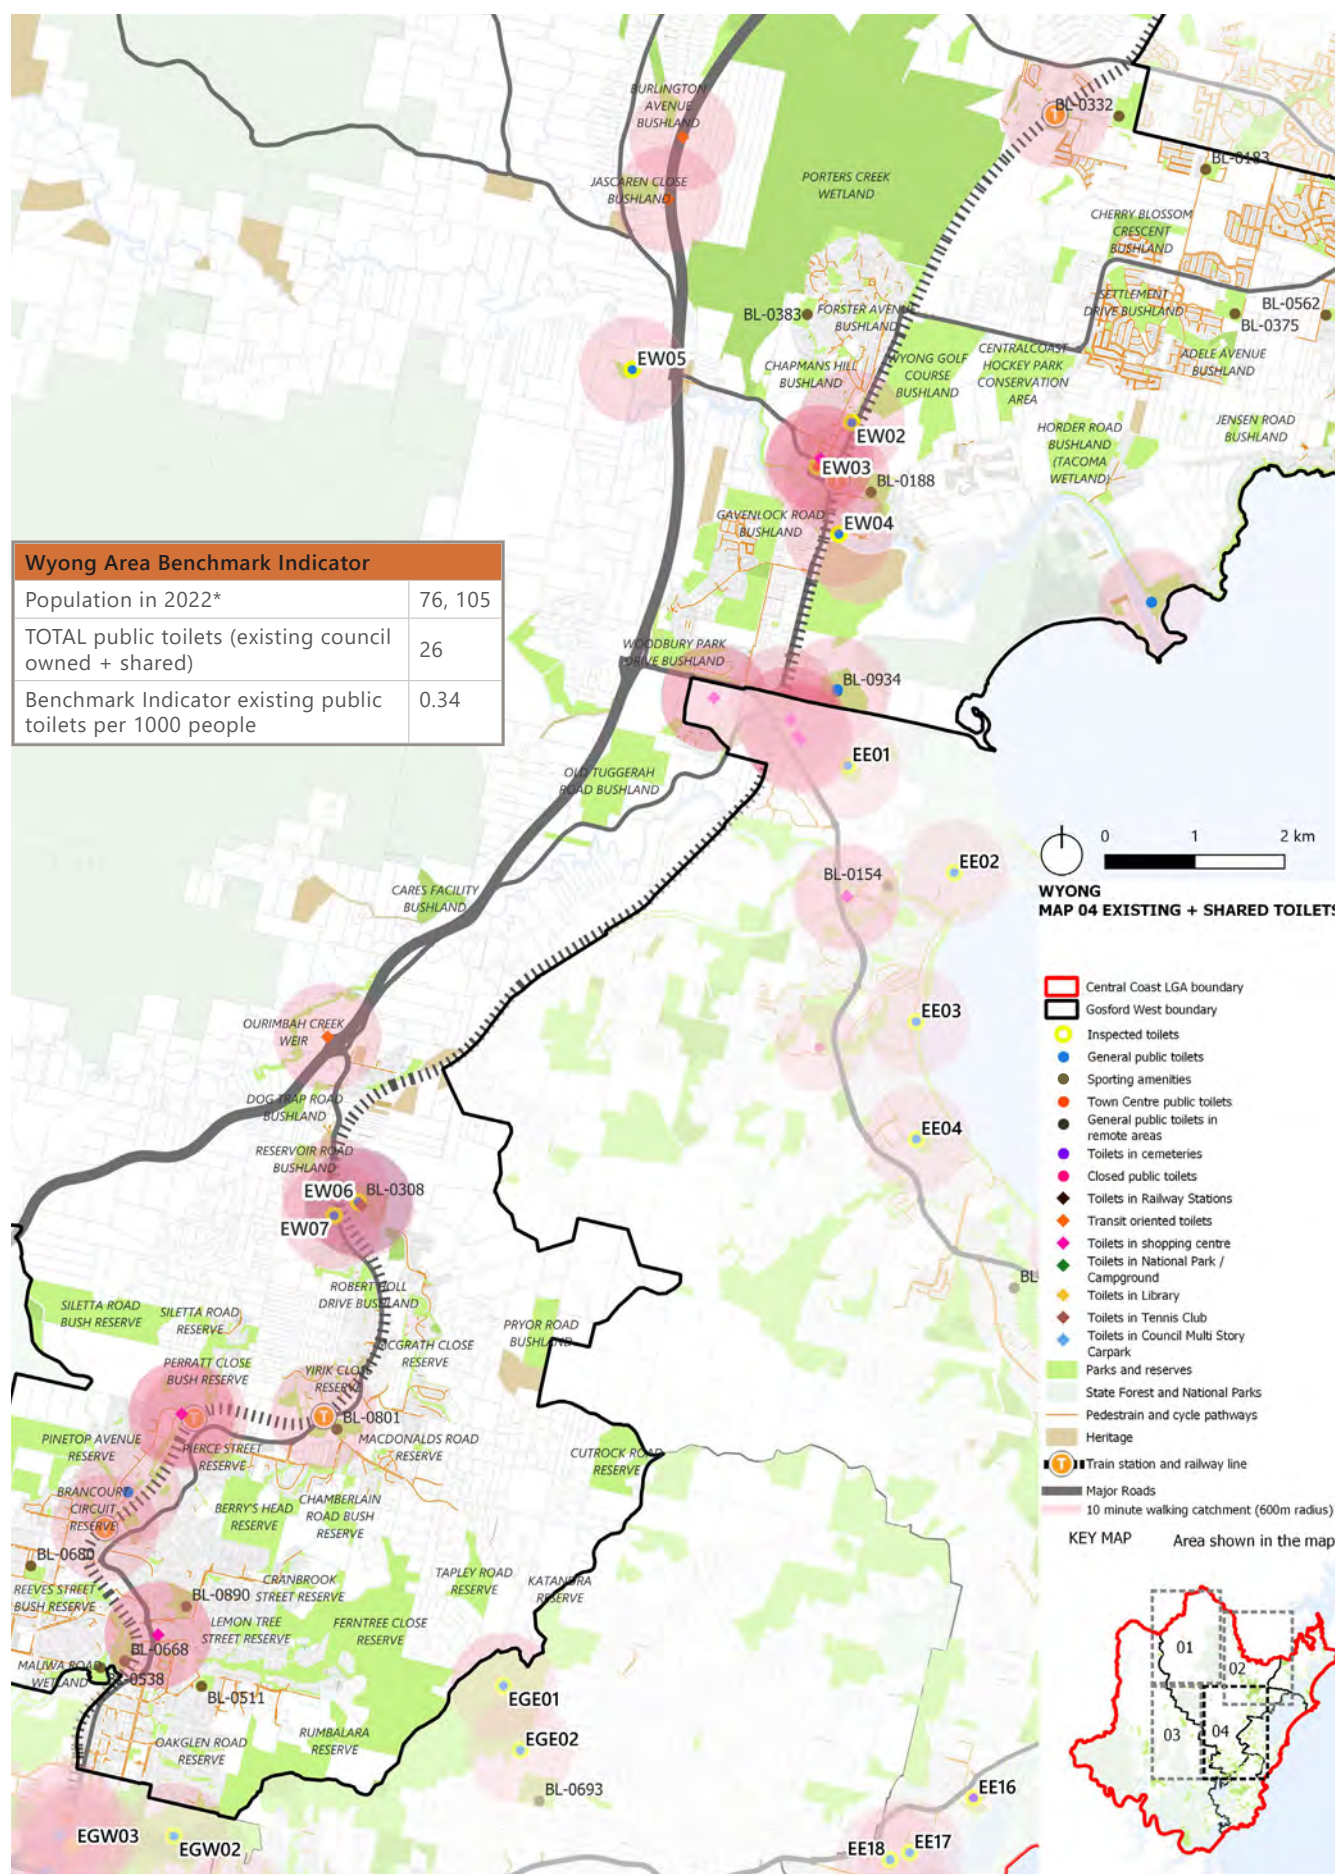 BURLINGTON
AVENUE
BUSHLAND
BL-0332
BL-0183
JASCAREN CLOSE
BUSHLAND
PORTERS CREEK
WETLAND
CHERRY BLOSSOM
CRESCENT
BUSHLAND
SETTLEMENT
DRIVE BUSHLAND
BL-0383
FORSTER AVENUE
BUSHLAND
BL-0562
BL-0375
EW05
CHAPMANS HILL
BUSHLAND
WYONG GOLF
COURSE
BUSHLAND
CENTRALCOAST
HOCKEY PARK
CONSERVATION
AREA
ADELE AVENUE
BUSHLAND
EW02
HORDER ROAD
BUSHLAND
(TACOMA
WETLAND)
JENSEN ROAD
BUSHLAND
EW03
BL-0188
GAVENLOCK ROAD
BUSHLAND
EW04
Wyong Area Benchmark Indicator
Population in 2022* 76, 105
TOTAL public toilets (existing council
owned + shared) 26
Benchmark Indicator existing public
toilets per 1000 people 0.34
WOODBURY PARK
DRIVE BUSHLAND
BL-0934
EE01
OLD TUGGERAH
ROAD BUSHLAND
0 1 2 km
BL-0154
EE02
CARES FACILITY
BUSHLAND
WYONG
MAP 04 EXISTING + SHARED TOILETS
EE03
OURIMBAH CREEK
WEIR
DOG TRAP ROAD
BUSHLAND
EE04
RESERVOIR ROAD
BUSHLAND
EW06
BL-0308
EW07
BL
ROBERT HOLL
DRIVE BUSHLAND
SILETTA ROAD
BUSH RESERVE
SILETTA ROAD
RESERVE
PRYOR ROAD
BUSHLAND
MCGRATH CLOSE
RESERVE
PERRATT CLOSE
BUSH RESERVE
YIRIK CLOSE
RESERVE
T
T
BL-0801
PINETOP AVENUE
RESERVE
PIERCE STREET
RESERVE
MACDONALDS ROAD
RESERVE
CUTROCK ROAD
RESERVE
BRANCOURT
CIRCUIT
RESERVE
BERRY'S HEAD
RESERVE
CHAMBERLAIN
ROAD BUSH
RESERVE
BL-0680
REEVES STREET
BUSH RESERVE
BL-0890
CRANBROOK
STREET RESERVE
TAPLEY ROAD
RESERVE
KATANDRA
RESERVE
LEMON TREE
STREET RESERVE
FERNTREE CLOSE
RESERVE
BL-0668
MALIWA ROAD
WETLAND
0538
BL-0511
EGE01
OAKGLEN ROAD
RESERVE
RUMBALARA
RESERVE
EGE02
BL-0693
EE16
EGW03
EGW02
EE18
EE17
Central Coast LGA boundary
Gosford West boundary
Inspected toilets
General public toilets
Sporting amenities
Town Centre public toilets
General public toilets in
remote areas
Toilets in cemeteries
Closed public toilets
Toilets in Railway Stations
Transit oriented toilets
Toilets in shopping centre
Toilets in National Park /
Campground
Toilets in Library
Toilets in Tennis Club
Toilets in Council Multi Story
Carpark
Parks and reserves
State Forest and National Parks
Pedestrain and cycle pathways
Heritage
T Train station and railway line
Major Roads
10 minute walking catchment (600m radius)
KEY MAP Area shown in the map
01
02
03
04